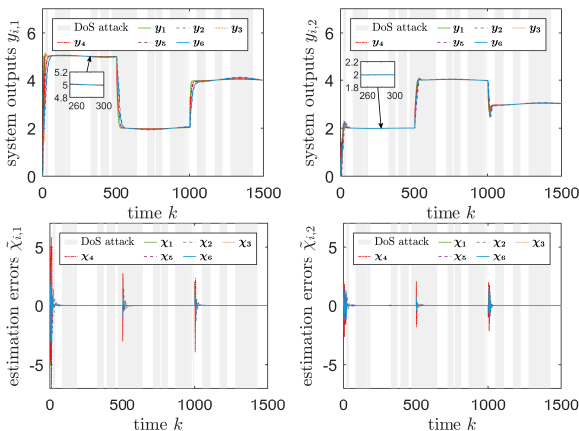 DoS attack y₁ y₂ y₃
y₄ y₅ y₆
system outputs yᵢ,₁
6
4
2
0
5.2
5
4.8
260 300
0 500 1000 1500
time k
DoS attack y₁ y₂ y₃
y₄ y₅ y₆
system outputs yᵢ,₂
6
4
2
0
2.2
2
1.8
260 300
0 500 1000 1500
time k
DoS attack χ₁ χ₂ χ₃
χ₄ χ₅ χ₆
estimation errors χ̃ᵢ,₁
5
0
-5
0 500 1000 1500
time k
DoS attack χ₁ χ₂ χ₃
χ₄ χ₅ χ₆
estimation errors χ̃ᵢ,₂
5
0
-5
0 500 1000 1500
time k